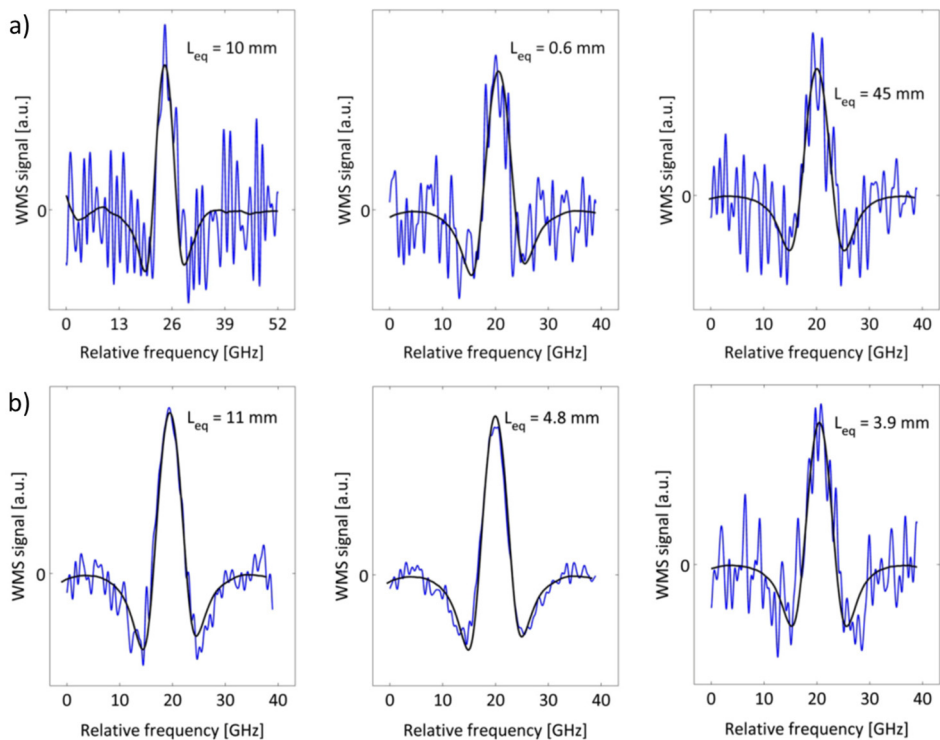 a)
WMS signal [a.u.]
0
L_eq = 10 mm
0 13 26 39 52
Relative frequency [GHz]
WMS signal [a.u.]
0
L_eq = 0.6 mm
0 10 20 30 40
Relative frequency [GHz]
WMS signal [a.u.]
0
L_eq = 45 mm
0 10 20 30 40
Relative frequency [GHz]
b)
WMS signal [a.u.]
0
L_eq = 11 mm
0 10 20 30 40
Relative frequency [GHz]
WMS signal [a.u.]
0
L_eq = 4.8 mm
0 10 20 30 40
Relative frequency [GHz]
WMS signal [a.u.]
0
L_eq = 3.9 mm
0 10 20 30 40
Relative frequency [GHz]